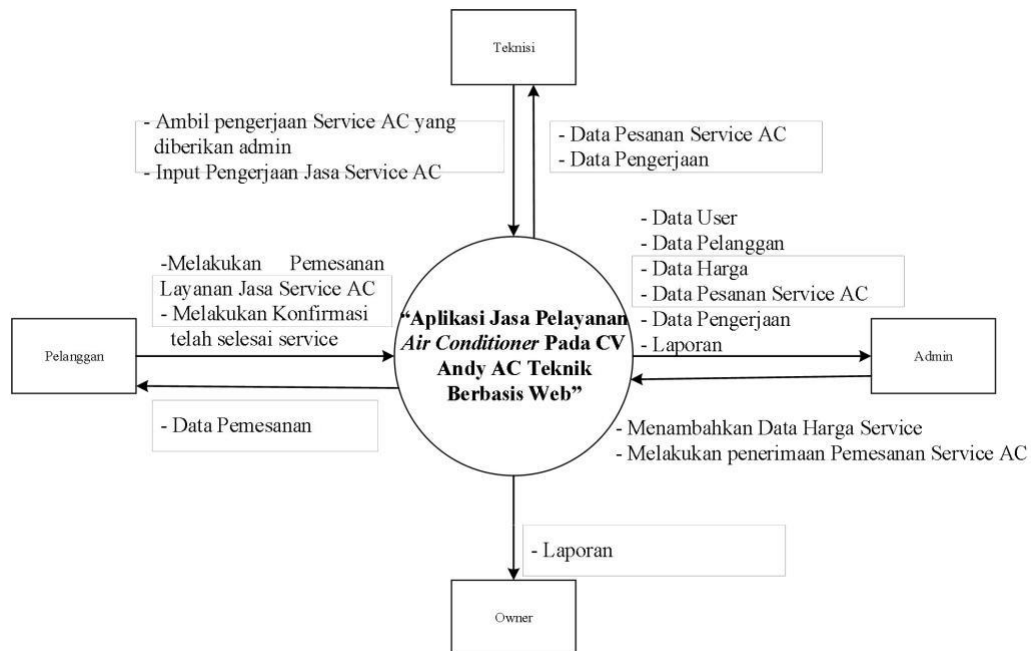 Teknisi
- Ambil pengerjaan Service AC yang
diberikan admin
- Input Pengerjaan Jasa Service AC
- Data Pesanan Service AC
- Data Pengerjaan
- Data User
- Data Pelanggan
- Data Harga
- Data Pesanan Service AC
- Data Pengerjaan
- Laporan
-Melakukan Pemesanan
Layanan Jasa Service AC
- Melakukan Konfirmasi
telah selesai service
Pelanggan
“Aplikasi Jasa Pelayanan
Air Conditioner Pada CV
Andy AC Teknik
Berbasis Web”
Admin
- Data Pemesanan
- Menambahkan Data Harga Service
- Melakukan penerimaan Pemesanan Service AC
- Laporan
Owner